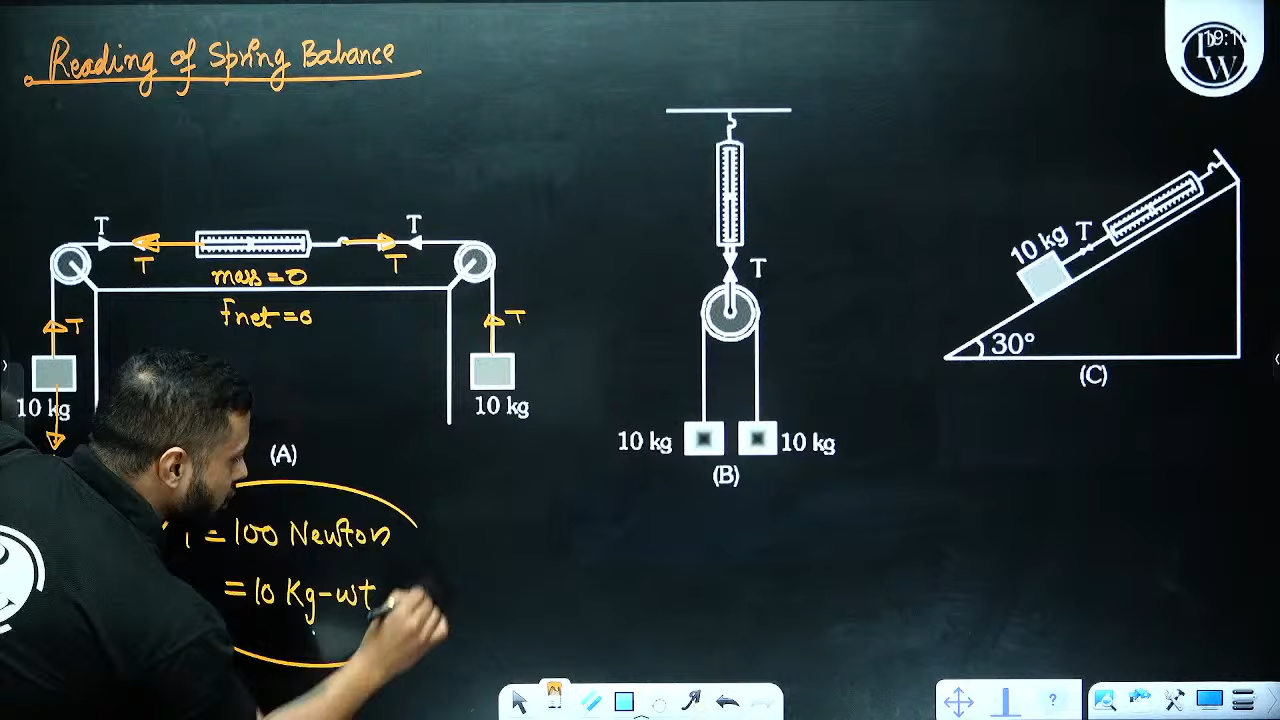 Reading of Spring Balance
T
T
T
T
mass = 0
fnet = 0
T
T
10 kg
10 kg
(A)
= 100 Newton
= 10 Kg-wt
T
10 kg
10 kg
(B)
10 kg
T
30°
(C)